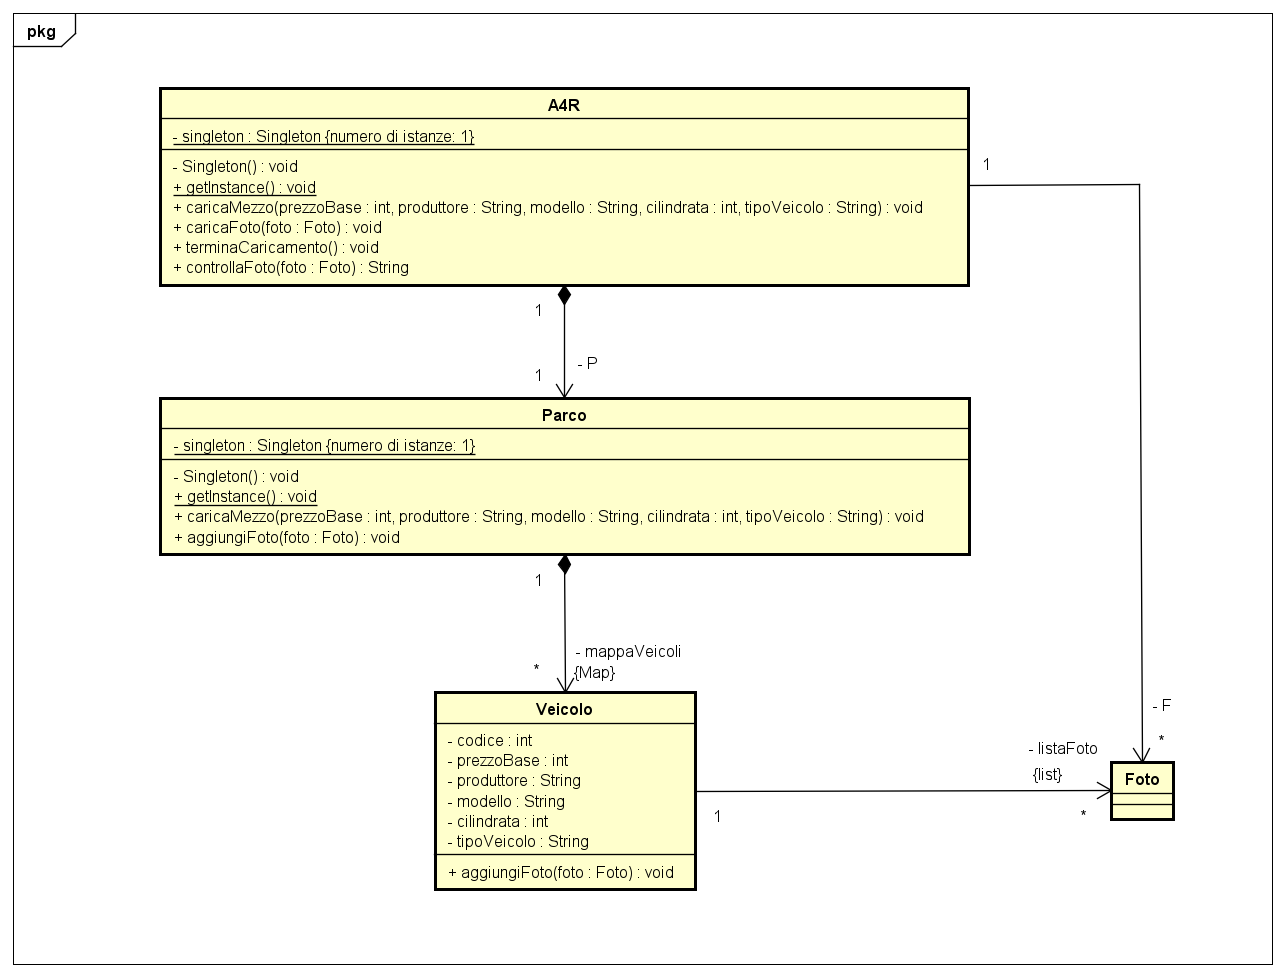 pkg
A4R
- singleton : Singleton {numero di istanze: 1}
- Singleton() : void
+ getInstance() : void
+ caricaMezzo(prezzoBase : int, produttore : String, modello : String, cilindrata : int, tipoVeicolo : String) : void
+ caricaFoto(foto : Foto) : void
+ terminaCaricamento() : void
+ controllaFoto(foto : Foto) : String
1
1
- P
1
Parco
- singleton : Singleton {numero di istanze: 1}
- Singleton() : void
+ getInstance() : void
+ caricaMezzo(prezzoBase : int, produttore : String, modello : String, cilindrata : int, tipoVeicolo : String) : void
+ aggiungiFoto(foto : Foto) : void
1
- mappaVeicoli
*
{Map}
Veicolo
- codice : int
- prezzoBase : int
- produttore : String
- modello : String
- cilindrata : int
- tipoVeicolo : String
+ aggiungiFoto(foto : Foto) : void
- F
*
- listaFoto
{list}
1
*
Foto